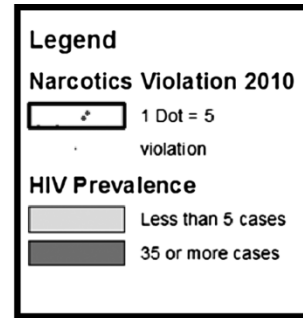 Legend
Narcotics Violation 2010
1 Dot = 5
violation
HIV Prevalence
Less than 5 cases
35 or more cases